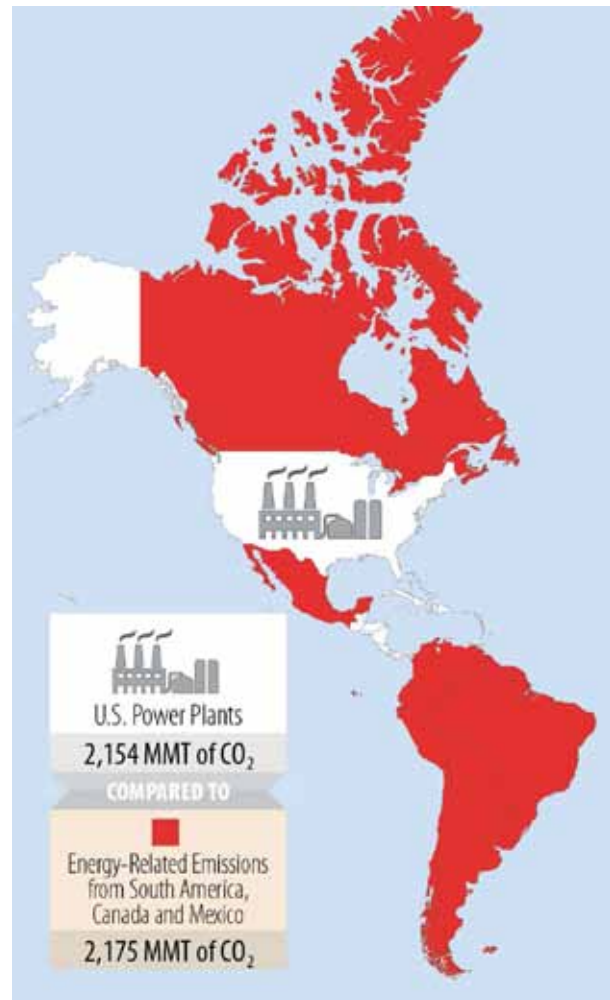 U.S. Power Plants
2,154 MMT of CO₂
COMPARED TO
Energy-Related Emissions
from South America,
Canada and Mexico
2,175 MMT of CO₂